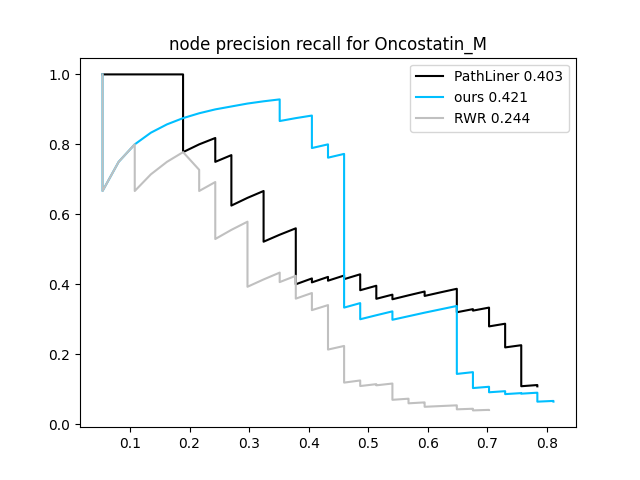 node precision recall for Oncostatin_M
PathLiner 0.403
ours 0.421
RWR 0.244
1.0
0.8
0.6
0.4
0.2
0.0
0.1 0.2 0.3 0.4 0.5 0.6 0.7 0.8